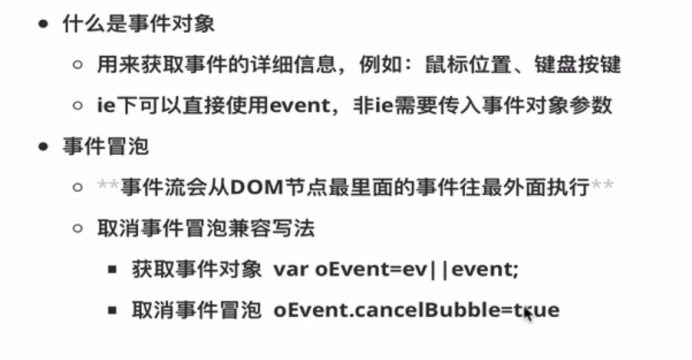 什么是事件对象
用来获取事件的详细信息，例如：鼠标位置、键盘按键
ie下可以直接使用event，非ie需要传入事件对象参数
事件冒泡
**事件流会从DOM节点最里面的事件往最外面执行**
取消事件冒泡兼容写法
获取事件对象 var oEvent=ev||event;
取消事件冒泡 oEvent.cancelBubble=true